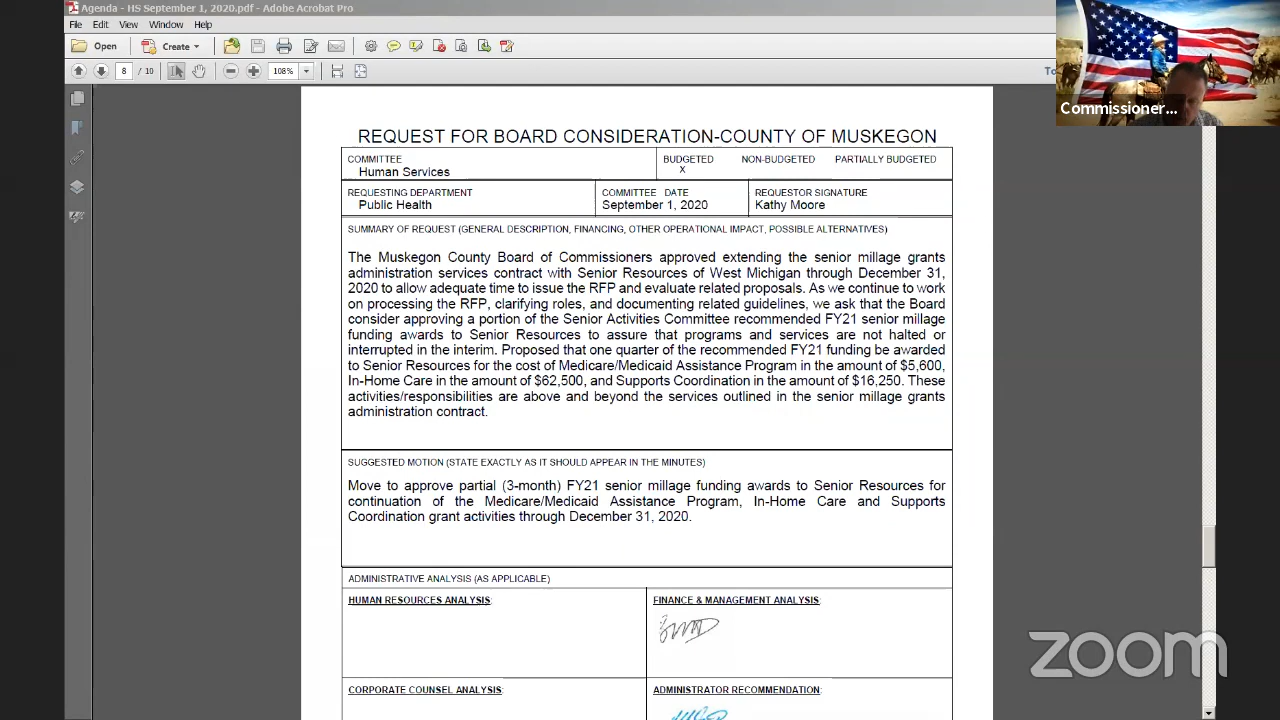 Agenda - HS September 1, 2020.pdf - Adobe Acrobat Pro
File Edit View Window Help
Open Create
8 / 10 108% To
Commissioner...
REQUEST FOR BOARD CONSIDERATION-COUNTY OF MUSKEGON
COMMITTEE
Human Services
BUDGETED NON-BUDGETED PARTIALLY BUDGETED
X
REQUESTING DEPARTMENT
Public Health
COMMITTEE DATE
September 1, 2020
REQUESTOR SIGNATURE
Kathy Moore
SUMMARY OF REQUEST (GENERAL DESCRIPTION, FINANCING, OTHER OPERATIONAL IMPACT, POSSIBLE ALTERNATIVES)
The Muskegon County Board of Commissioners approved extending the senior millage grants
administration services contract with Senior Resources of West Michigan through December 31,
2020 to allow adequate time to issue the RFP and evaluate related proposals. As we continue to work
on processing the RFP, clarifying roles, and documenting related guidelines, we ask that the Board
consider approving a portion of the Senior Activities Committee recommended FY21 senior millage
funding awards to Senior Resources to assure that programs and services are not halted or
interrupted in the interim. Proposed that one quarter of the recommended FY21 funding be awarded
to Senior Resources for the cost of Medicare/Medicaid Assistance Program in the amount of $5,600,
In-Home Care in the amount of $62,500, and Supports Coordination in the amount of $16,250. These
activities/responsibilities are above and beyond the services outlined in the senior millage grants
administration contract.
SUGGESTED MOTION (STATE EXACTLY AS IT SHOULD APPEAR IN THE MINUTES)
Move to approve partial (3-month) FY21 senior millage funding awards to Senior Resources for
continuation of the Medicare/Medicaid Assistance Program, In-Home Care and Supports
Coordination grant activities through December 31, 2020.
ADMINISTRATIVE ANALYSIS (AS APPLICABLE)
HUMAN RESOURCES ANALYSIS:
FINANCE & MANAGEMENT ANALYSIS:
CORPORATE COUNSEL ANALYSIS:
ADMINISTRATOR RECOMMENDATION:
zoom